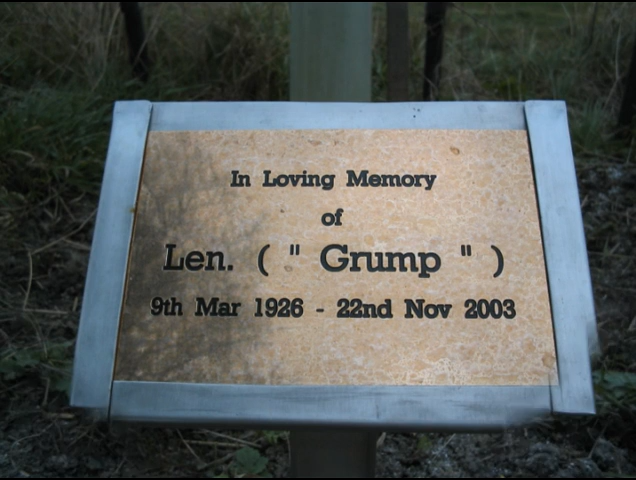 In Loving Memory
of
Len. ( " Grump " )
9th Mar 1926 - 22nd Nov 2003